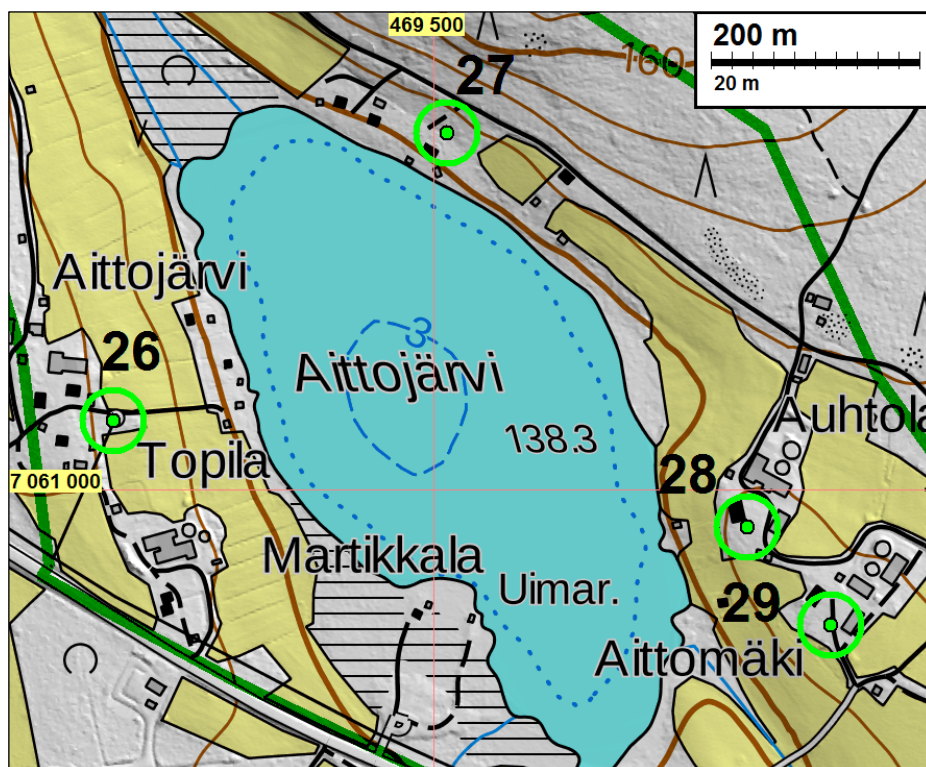 469 500
200 m
20 m
160
27
Aittojärvi
26
3
Aittojärvi
138.3
Auhtola
Topila
28
7 061 000
Martikkala
Uimar.
29
Aittomäki